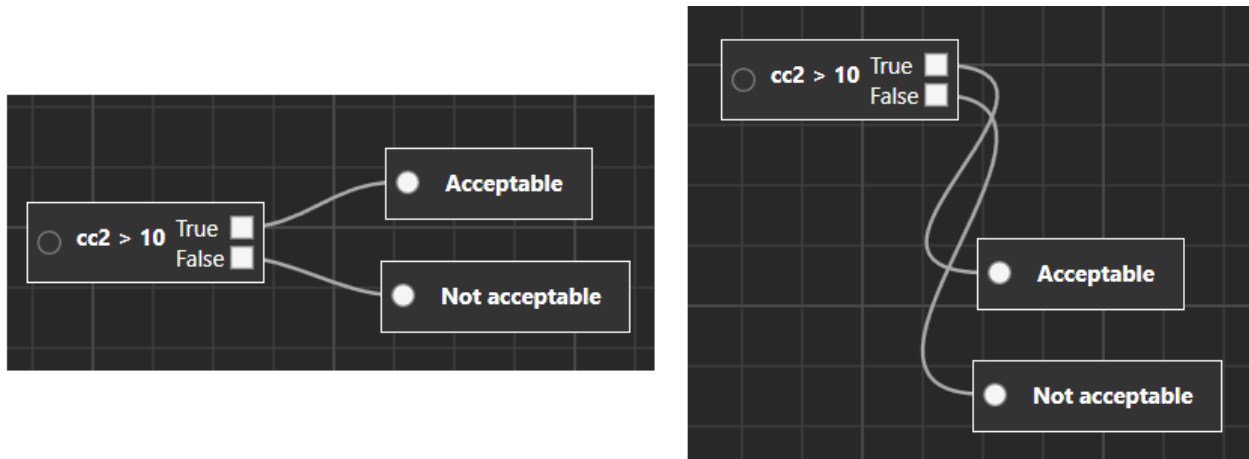 cc2 > 10 True
False
Acceptable
Not acceptable
cc2 > 10 True
False
Acceptable
Not acceptable